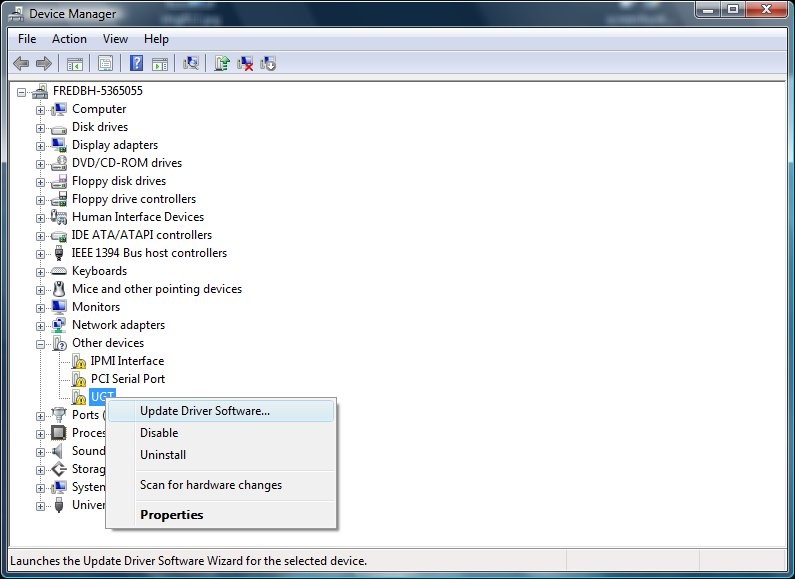 Device Manager
File Action View Help
FREDBH-5365055
Computer
Disk drives
Display adapters
DVD/CD-ROM drives
Floppy disk drives
Floppy drive controllers
Human Interface Devices
IDE ATA/ATAPI controllers
IEEE 1394 Bus host controllers
Keyboards
Mice and other pointing devices
Monitors
Network adapters
Other devices
IPMI Interface
PCI Serial Port
UGT
Ports (
Proces
Sound
Storag
System
Univer
Update Driver Software...
Disable
Uninstall
Scan for hardware changes
Properties
Launches the Update Driver Software Wizard for the selected device.